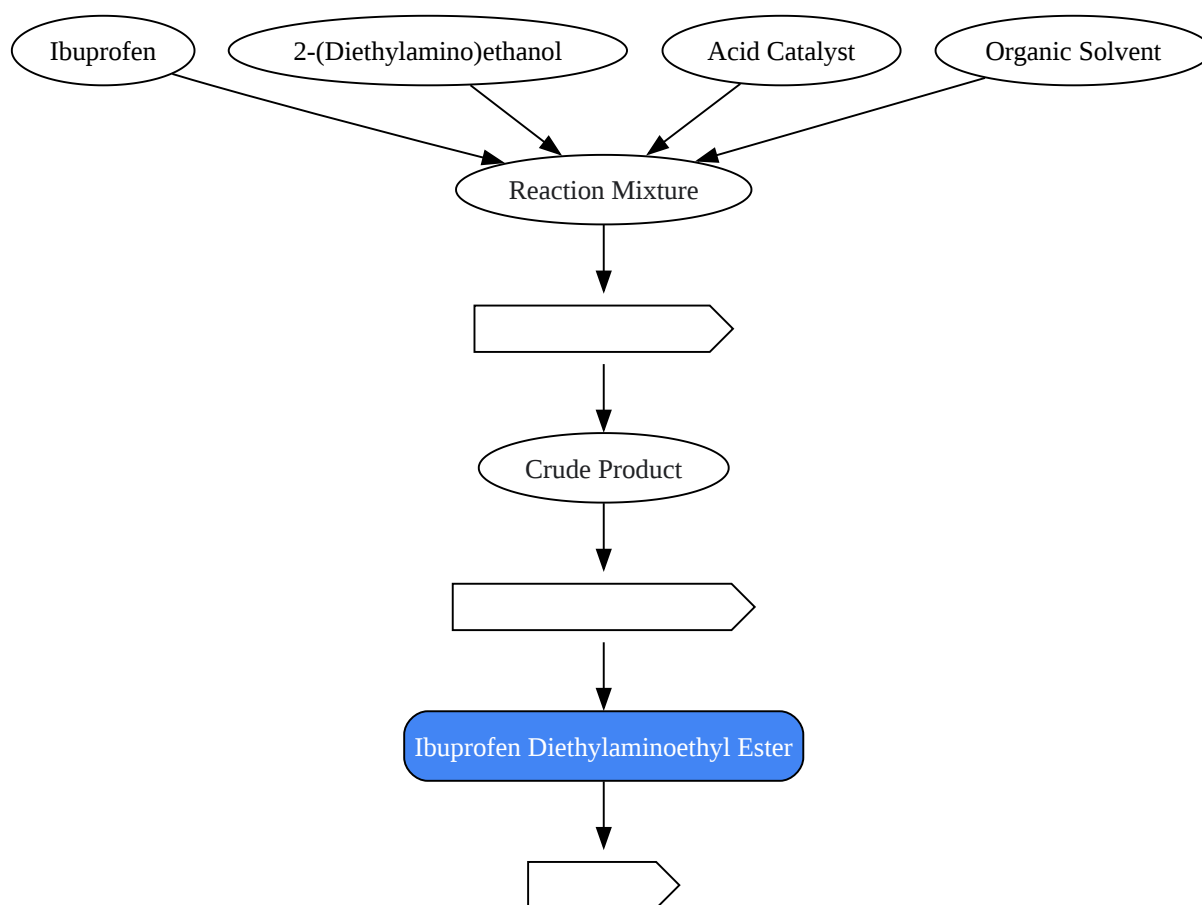 Ibuprofen
2-(Diethylamino)ethanol
Acid Catalyst
Organic Solvent
Reaction Mixture
Crude Product
Ibuprofen Diethylaminoethyl Ester